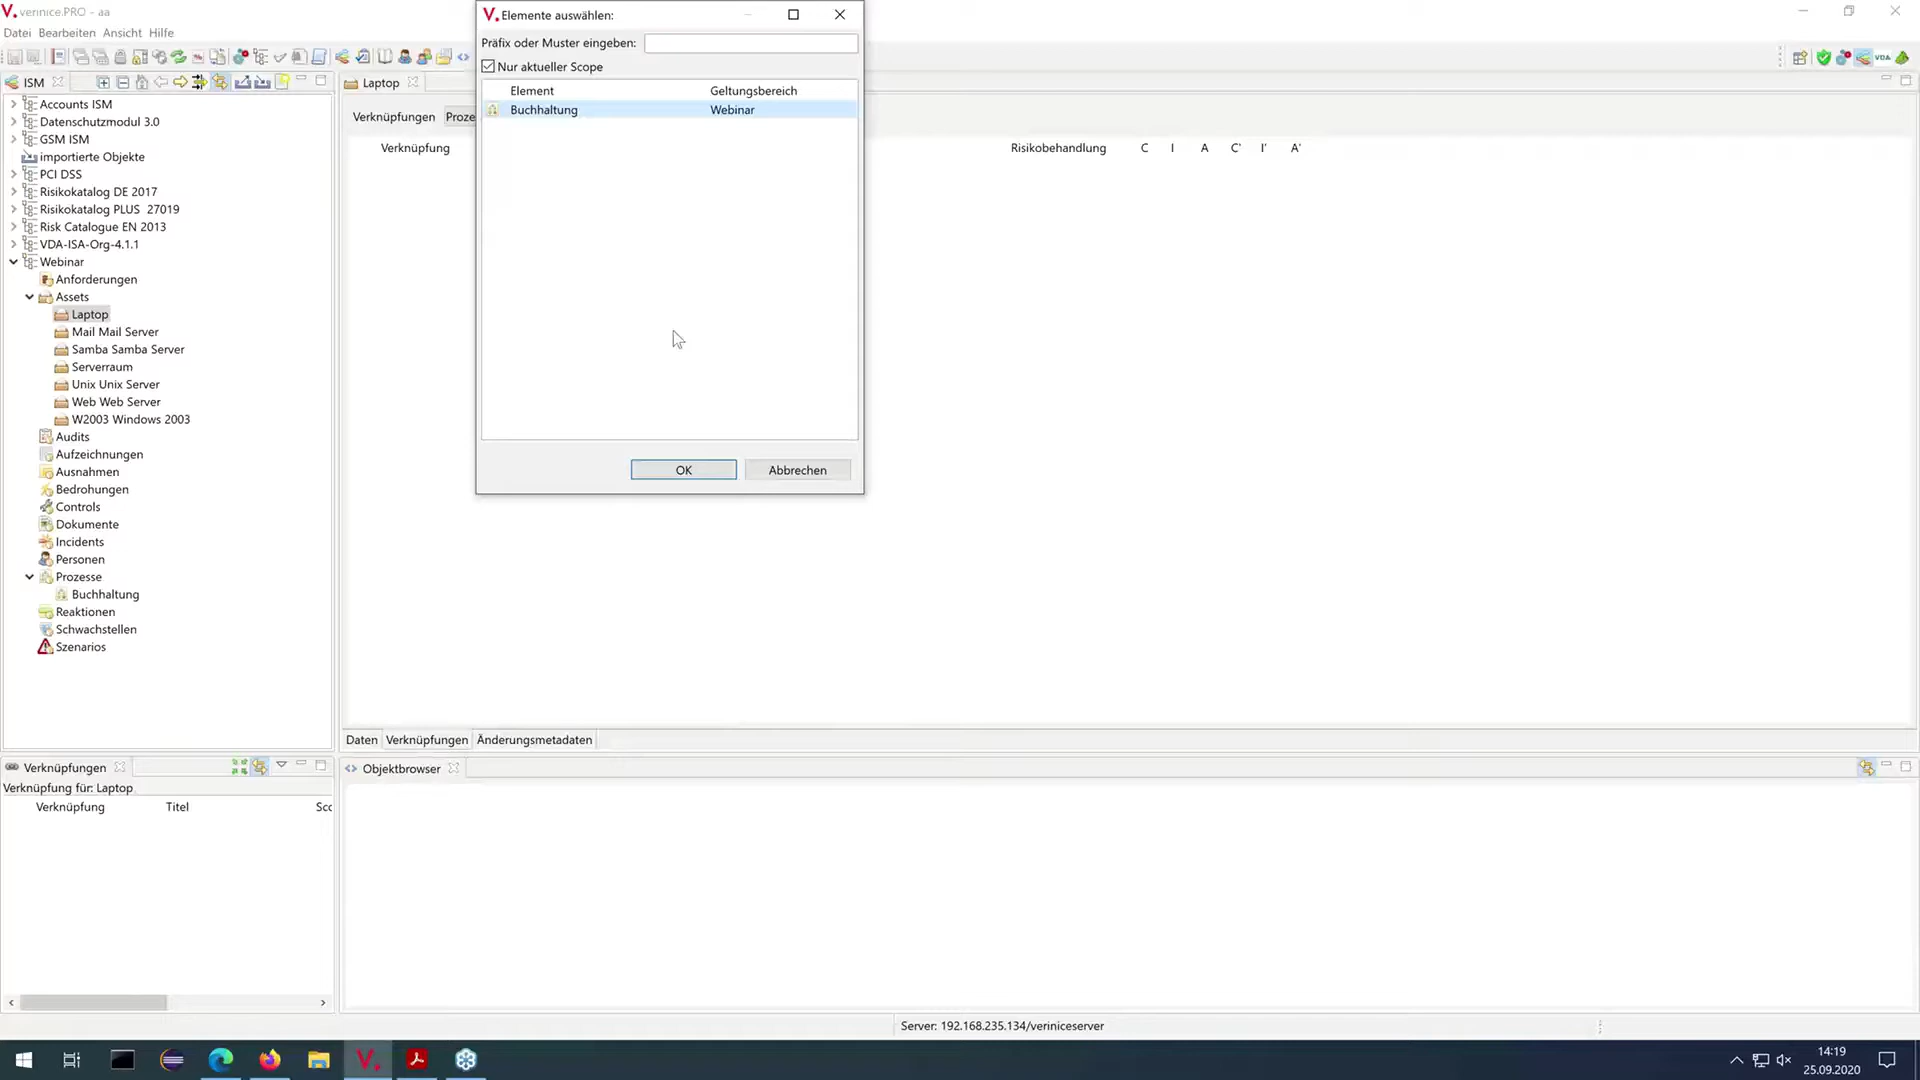 verinice.PRO - aa
Datei Bearbeiten Ansicht Hilfe
ISM
Accounts ISM
Datenschutzmodul 3.0
GSM ISM
importierte Objekte
PCI DSS
Risikokatalog DE 2017
Risikokatalog PLUS 27019
Risk Catalogue EN 2013
VDA-ISA-Org-4.1.1
Webinar
Anforderungen
Assets
Laptop
Mail Mail Server
Samba Samba Server
Serverraum
Unix Unix Server
Web Web Server
W2003 Windows 2003
Audits
Aufzeichnungen
Ausnahmen
Bedrohungen
Controls
Dokumente
Incidents
Personen
Prozesse
Buchhaltung
Reaktionen
Schwachstellen
Szenarios
Laptop
Verknüpfungen Proze
Verknüpfung Risikobehandlung C I A C' I' A'
Elemente auswählen:
Präfix oder Muster eingeben:
Nur aktueller Scope
Element Geltungsbereich
Buchhaltung Webinar
OK Abbrechen
VDA
Daten Verknüpfungen Änderungsmetadaten
Verknüpfungen
Verknüpfung für: Laptop
Verknüpfung Titel Sco
Objektbrowser
Server: 192.168.235.134/veriniceserver
14:19
25.09.2020